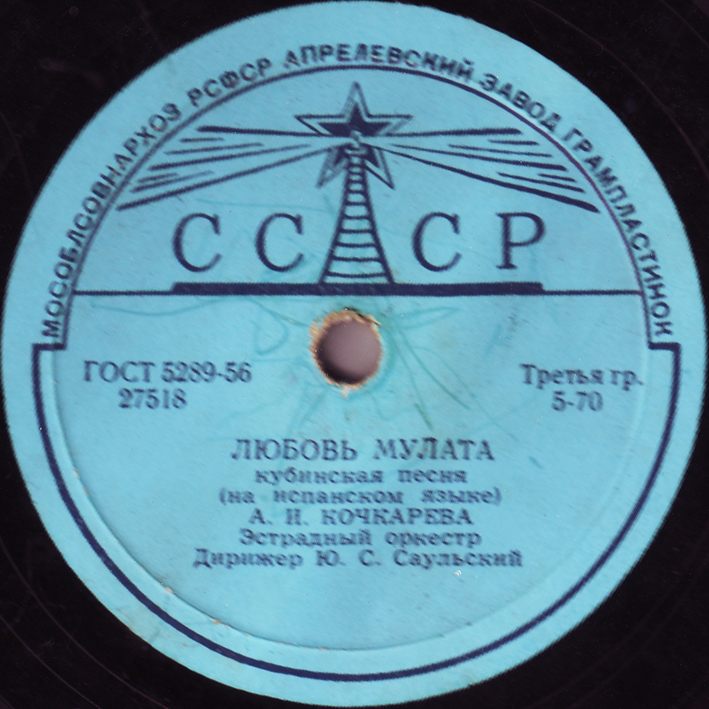 МОСОБЛСОВНАРХОЗ РСФСР АПРЕЛЕВСКИЙ ЗАВОД ГРАМПЛАСТИНОК
СССР
ГОСТ 5289-56
27518
Третья гр.
5-70
ЛЮБОВЬ МУЛАТА
кубинская песня
(на испанском языке)
А. И. КОЧКАРЕВА
Эстрадный оркестр
Дирижер Ю. С. Саульский